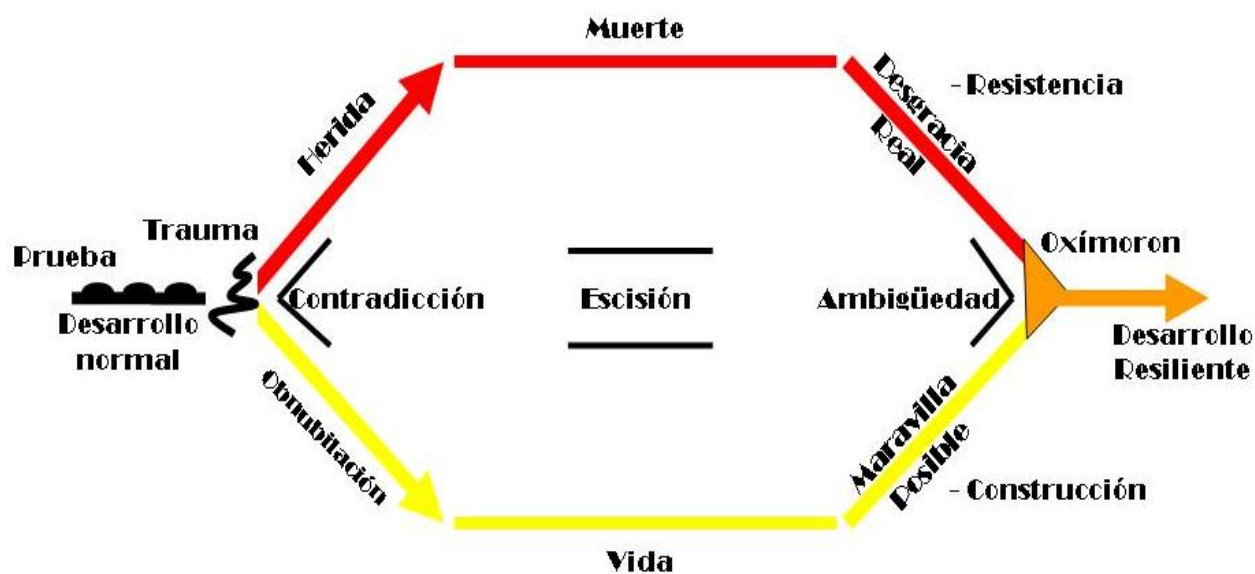 Muerte
Herida
Desgracia
Real
- Resistencia
Trauma
Prueba
Oxímoron
Contradicción
Escisión
Ambigüedad
Desarrollo
normal
Desarrollo
Resiliente
Obnubilación
Maravilla
Posible
- Construcción
Vida